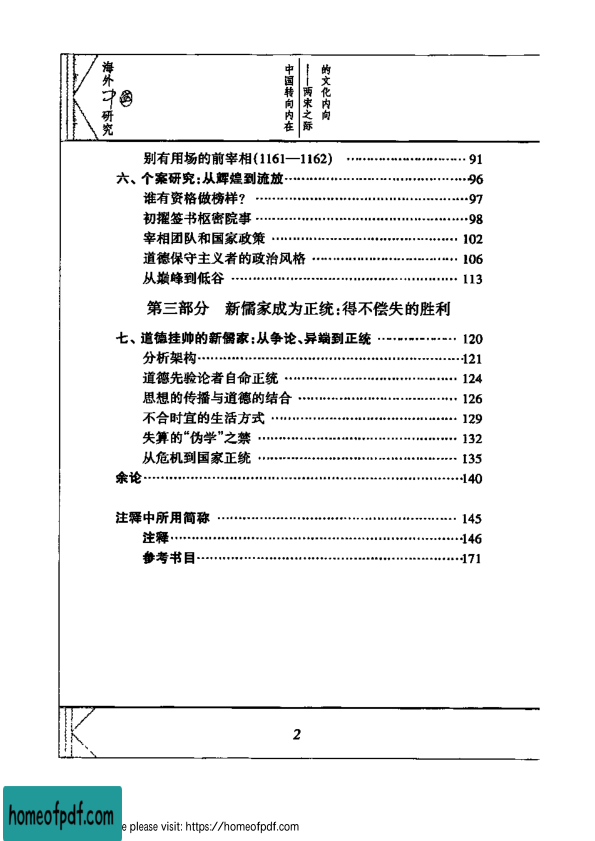 海外中国研究
中国转向内在
——两宋之际
的文化内向
别有用场的前宰相(1161—1162) …… 91
六、个案研究:从辉煌到流放……96
谁有资格做榜样? ……97
初擢签书枢密院事……98
宰相团队和国家政策 …… 102
道德保守主义者的政治风格 …… 106
从巅峰到低谷 …… 113
第三部分 新儒家成为正统:得不偿失的胜利
七、道德挂帅的新儒家:从争论、异端到正统 …… 120
分析架构……121
道德先验论者自命正统 …… 124
思想的传播与道德的结合 …… 126
不合时宜的生活方式 …… 129
失算的“伪学”之禁 …… 132
从危机到国家正统 …… 135
余论……140
注释中所用简称 …… 145
注释……146
参考书目……171
2
homeofpdf.com
e please visit: https://homeofpdf.com